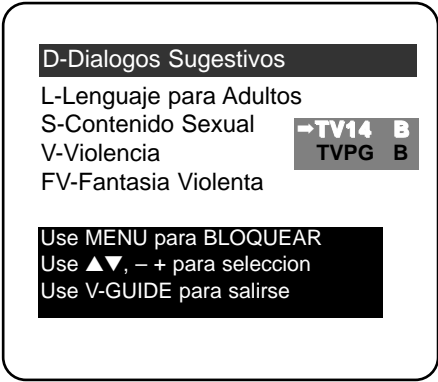 D-Dialogos Sugestivos
L-Lenguaje para Adultos
S-Contenido Sexual
➡TV14 B
V-Violencia
TVPG B
FV-Fantasia Violenta
Use MENU para BLOQUEAR
Use ▲▼, – + para seleccion
Use V-GUIDE para salirse